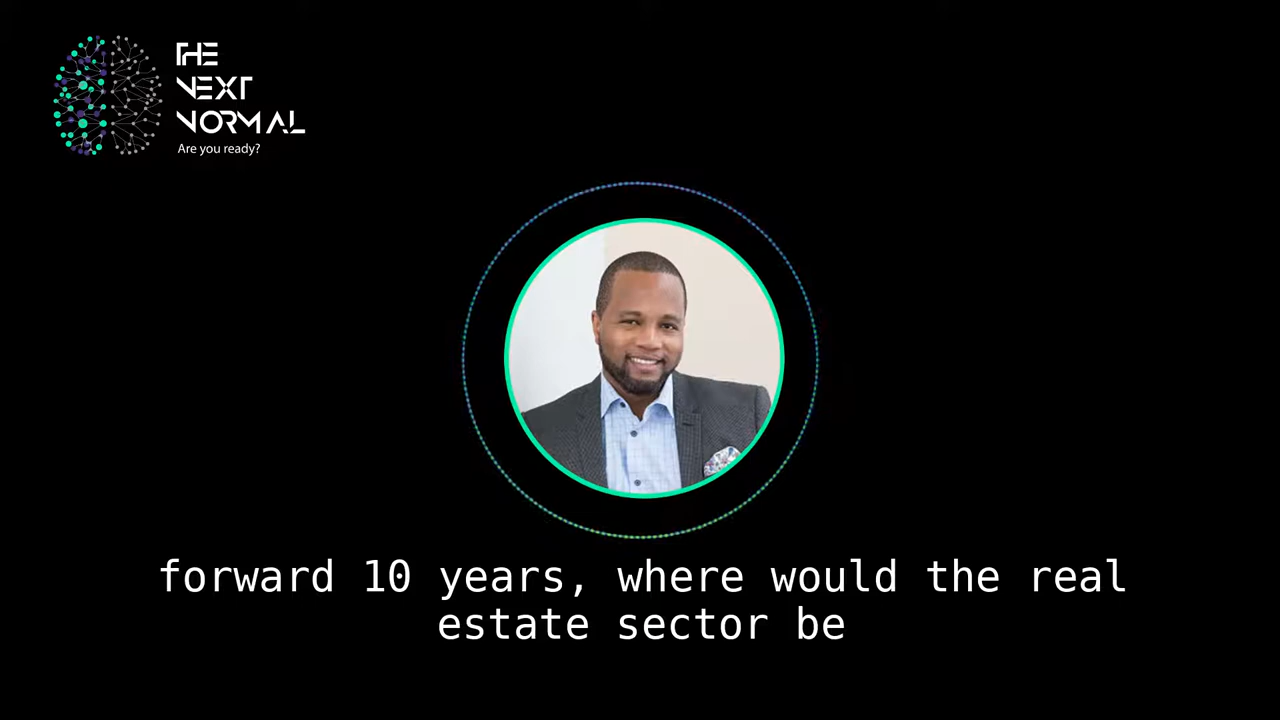 THE
NEXT
NORMAL
Are you ready?
forward 10 years, where would the real
estate sector be